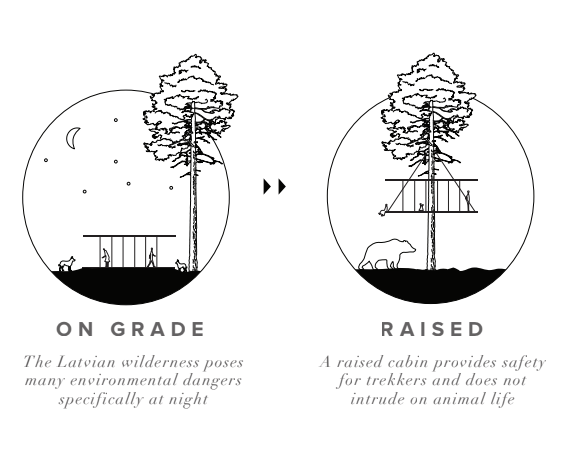 ON GRADE
The Latvian wilderness poses
many environmental dangers
specifically at night
RAISED
A raised cabin provides safety
for trekkers and does not
intrude on animal life